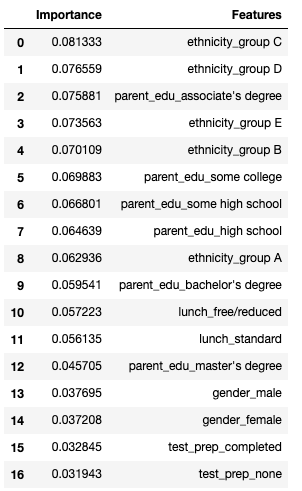 Importance Features
0 0.081333 ethnicity_group C
1 0.076559 ethnicity_group D
2 0.075881 parent_edu_associate's degree
3 0.073563 ethnicity_group E
4 0.070109 ethnicity_group B
5 0.069883 parent_edu_some college
6 0.066801 parent_edu_some high school
7 0.064639 parent_edu_high school
8 0.062936 ethnicity_group A
9 0.059541 parent_edu_bachelor's degree
10 0.057223 lunch_free/reduced
11 0.056135 lunch_standard
12 0.045705 parent_edu_master's degree
13 0.037695 gender_male
14 0.037208 gender_female
15 0.032845 test_prep_completed
16 0.031943 test_prep_none